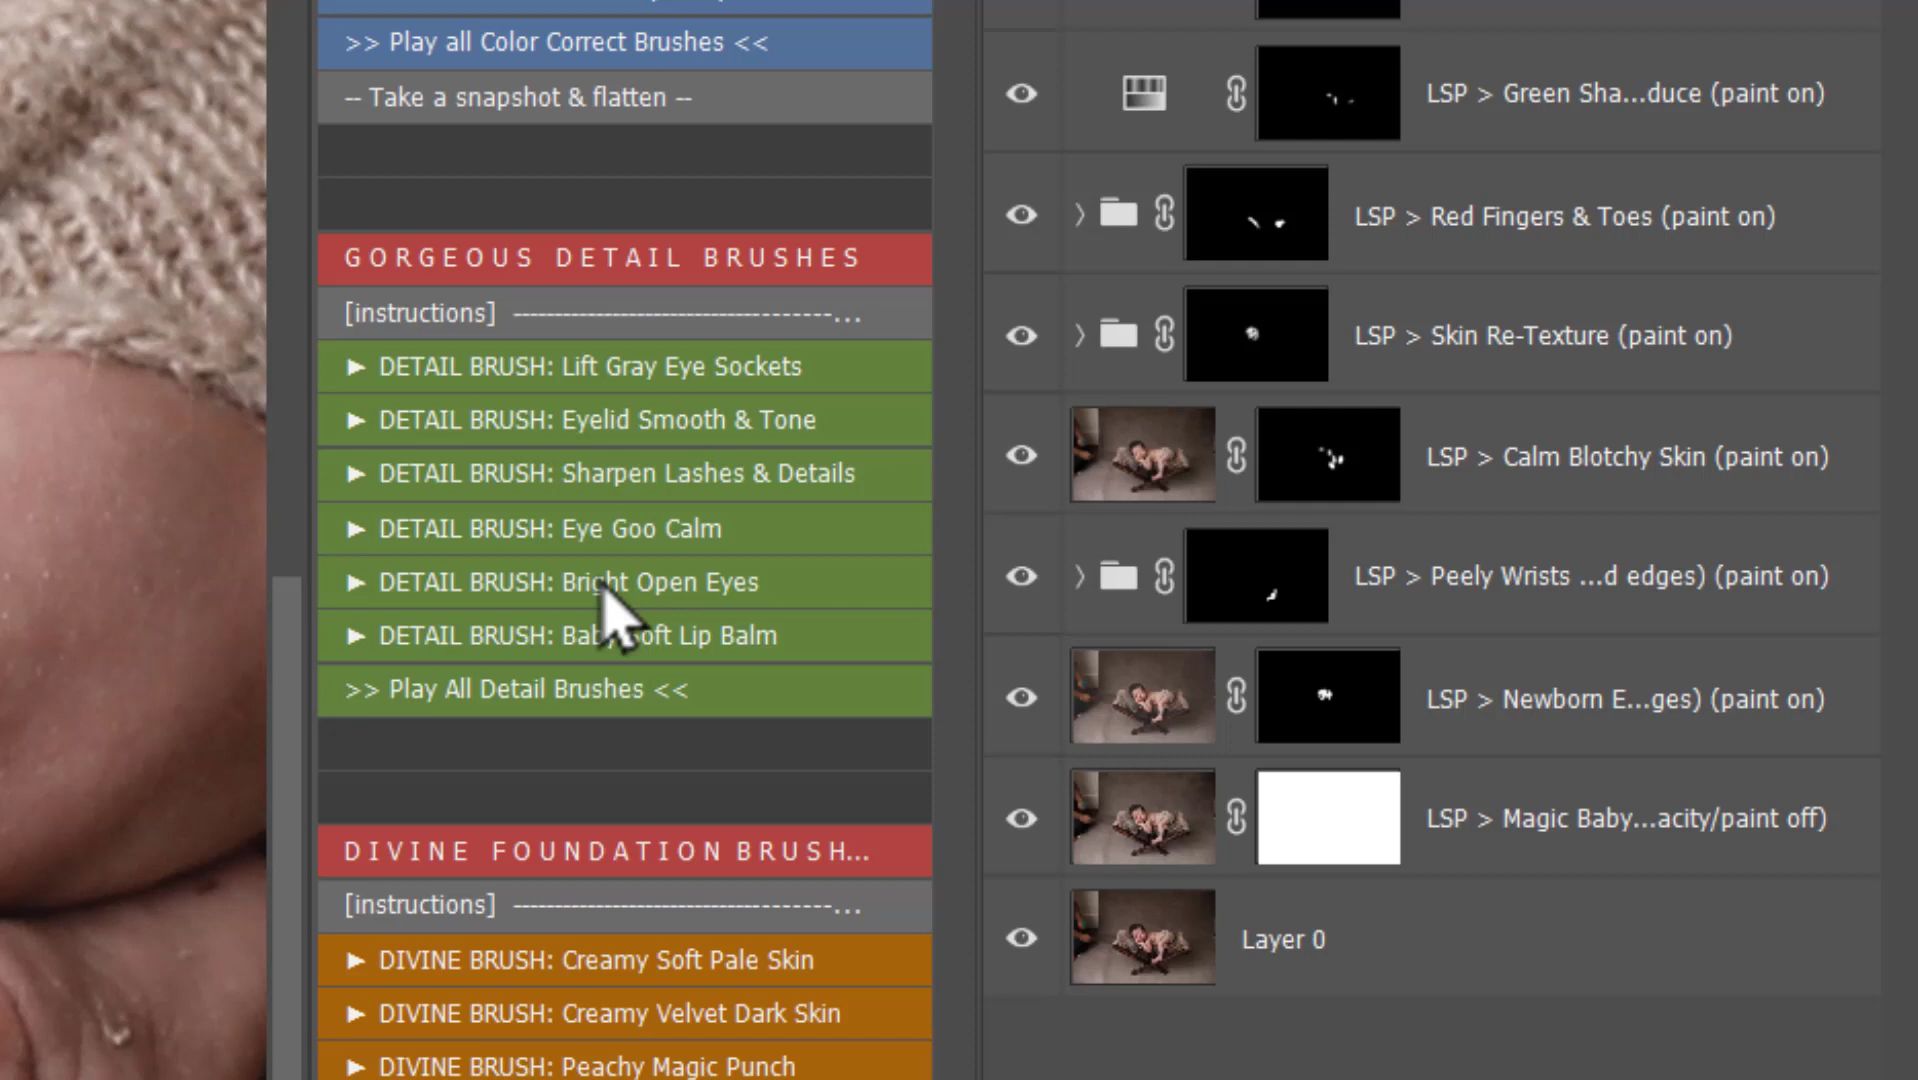 >> Play all Color Correct Brushes <<
-- Take a snapshot & flatten --
GORGEOUS DETAIL BRUSHES
[instructions] ---------------------------------...
► DETAIL BRUSH: Lift Gray Eye Sockets
► DETAIL BRUSH: Eyelid Smooth & Tone
► DETAIL BRUSH: Sharpen Lashes & Details
► DETAIL BRUSH: Eye Goo Calm
► DETAIL BRUSH: Bright Open Eyes
► DETAIL BRUSH: Baby Soft Lip Balm
>> Play All Detail Brushes <<
DIVINE FOUNDATION BRUSH...
[instructions] ---------------------------------...
► DIVINE BRUSH: Creamy Soft Pale Skin
► DIVINE BRUSH: Creamy Velvet Dark Skin
► DIVINE BRUSH: Peachy Magic Punch
LSP > Green Sha...duce (paint on)
LSP > Red Fingers & Toes (paint on)
LSP > Skin Re-Texture (paint on)
LSP > Calm Blotchy Skin (paint on)
LSP > Peely Wrists ...d edges) (paint on)
LSP > Newborn E...ges) (paint on)
LSP > Magic Baby...acity/paint off)
Layer 0